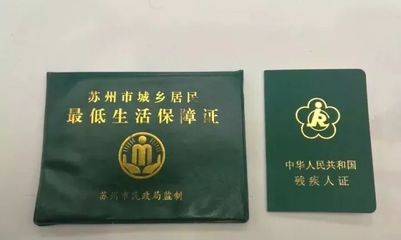 苏州市城乡居民
最低生活保障证
苏州市民政局监制
中华人民共和国
残疾人证